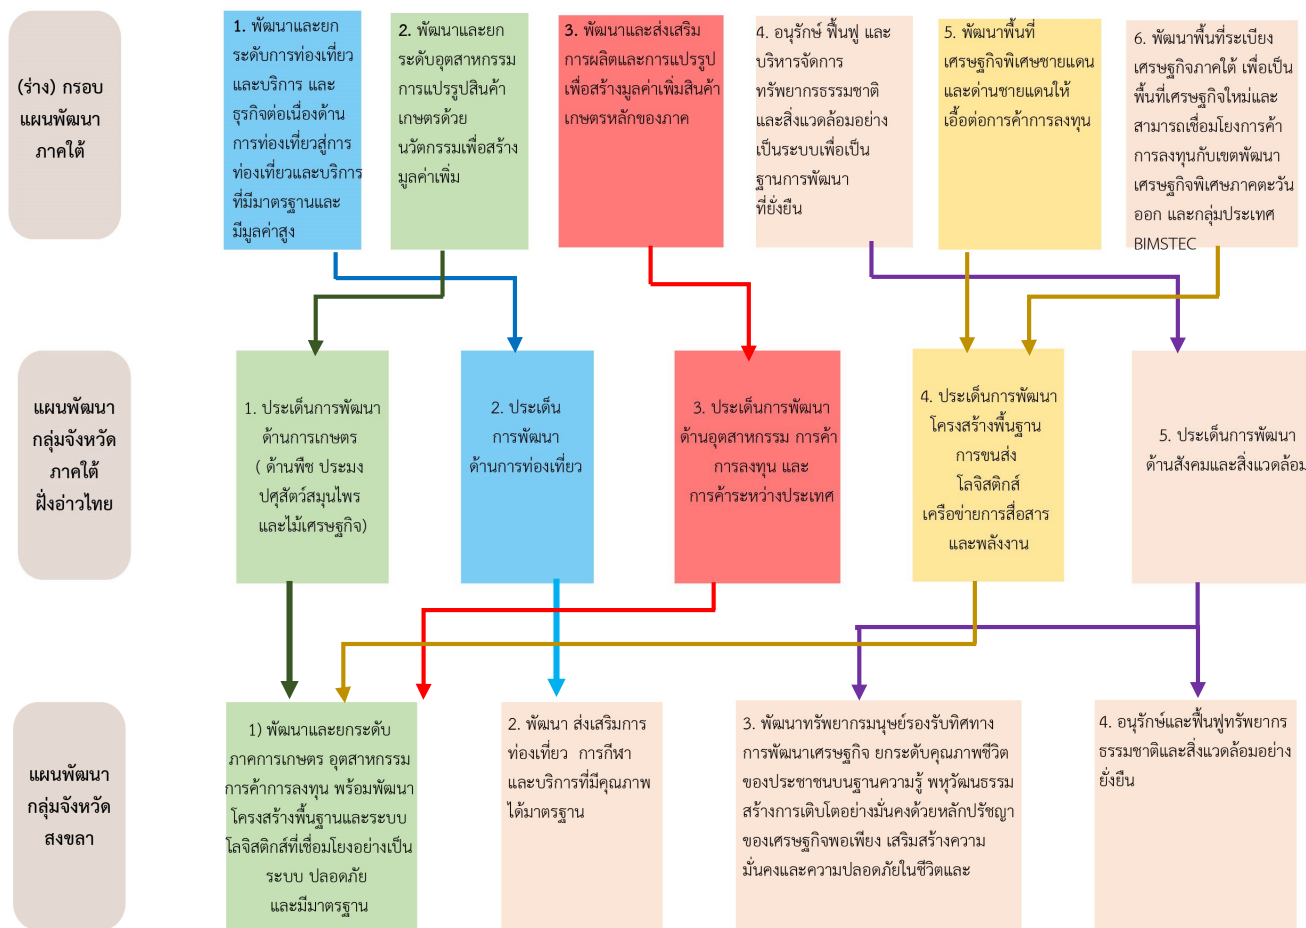 (ร่าง) กรอบ
แผนพัฒนา
ภาคใต้
1. พัฒนาและยก
ระดับการท่องเที่ยว
และบริการ และ
ธุรกิจต่อเนื่องด้าน
การท่องเที่ยวสู่การ
ท่องเที่ยวและบริการ
ที่มีมาตรฐานและ
มีมูลค่าสูง
2. พัฒนาและยก
ระดับอุตสาหกรรม
การแปรรูปสินค้า
เกษตรด้วย
นวัตกรรมเพื่อสร้าง
มูลค่าเพิ่ม
3. พัฒนาและส่งเสริม
การผลิตและการแปรรูป
เพื่อสร้างมูลค่าเพิ่มสินค้า
เกษตรหลักของภาค
4. อนุรักษ์ ฟื้นฟู และ
บริหารจัดการ
ทรัพยากรธรรมชาติ
และสิ่งแวดล้อมอย่าง
เป็นระบบเพื่อเป็น
ฐานการพัฒนา
ที่ยั่งยืน
5. พัฒนาพื้นที่
เศรษฐกิจพิเศษชายแดน
และด่านชายแดนให้
เอื้อต่อการค้าการลงทุน
6. พัฒนาพื้นที่ระเบียง
เศรษฐกิจภาคใต้ เพื่อเป็น
พื้นที่เศรษฐกิจใหม่และ
สามารถเชื่อมโยงการค้า
การลงทุนกับเขตพัฒนา
เศรษฐกิจพิเศษภาคตะวัน
ออก และกลุ่มประเทศ
BIMSTEC
แผนพัฒนา
กลุ่มจังหวัด
ภาคใต้
ฝั่งอ่าวไทย
1. ประเด็นการพัฒนา
ด้านการเกษตร
( ด้านพืช ประมง
ปศุสัตว์สมุนไพร
และไม้เศรษฐกิจ)
2. ประเด็น
การพัฒนา
ด้านการท่องเที่ยว
3. ประเด็นการพัฒนา
ด้านอุตสาหกรรม การค้า
การลงทุน และ
การค้าระหว่างประเทศ
4. ประเด็นการพัฒนา
โครงสร้างพื้นฐาน
การขนส่ง
โลจิสติกส์
เครือข่ายการสื่อสาร
และพลังงาน
5. ประเด็นการพัฒนา
ด้านสังคมและสิ่งแวดล้อม
แผนพัฒนา
กลุ่มจังหวัด
สงขลา
1) พัฒนาและยกระดับ
ภาคการเกษตร อุตสาหกรรม
การค้าการลงทุน พร้อมพัฒนา
โครงสร้างพื้นฐานและระบบ
โลจิสติกส์ที่เชื่อมโยงอย่างเป็น
ระบบ ปลอดภัย
และมีมาตรฐาน
2. พัฒนา ส่งเสริมการ
ท่องเที่ยว การกีฬา
และบริการที่มีคุณภาพ
ได้มาตรฐาน
3. พัฒนาทรัพยากรมนุษย์รองรับทิศทาง
การพัฒนาเศรษฐกิจ ยกระดับคุณภาพชีวิต
ของประชาชนบนฐานความรู้ พหุวัฒนธรรม
สร้างการเติบโตอย่างมั่นคงด้วยหลักปรัชญา
ของเศรษฐกิจพอเพียง เสริมสร้างความ
มั่นคงและความปลอดภัยในชีวิตและ
4. อนุรักษ์และฟื้นฟูทรัพยากร
ธรรมชาติและสิ่งแวดล้อมอย่าง
ยั่งยืน